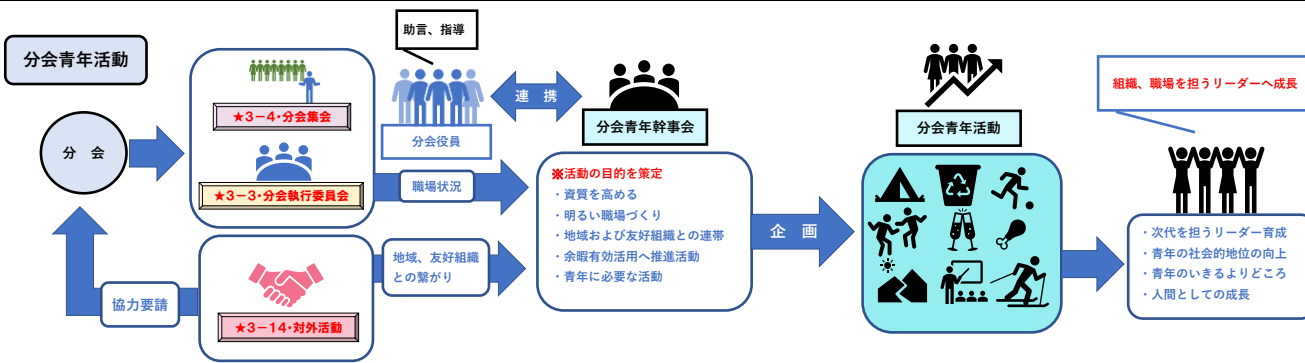 分会青年活動
分　会
★3－4・分会集会
★3－3・分会執行委員会
★3－14・対外活動
協力要請
助言、指導
分会役員
連　携
分会青年幹事会
職場状況
地域、友好組織
との繋がり
※活動の目的を策定
・資質を高める
・明るい職場づくり
・地域および友好組織との連帯
・余暇有効活用へ推進活動
・青年に必要な活動
企　画
分会青年活動
組織、職場を担うリーダーへ成長
・次代を担うリーダー育成
・青年の社会的地位の向上
・青年のいきるよりどころ
・人間としての成長